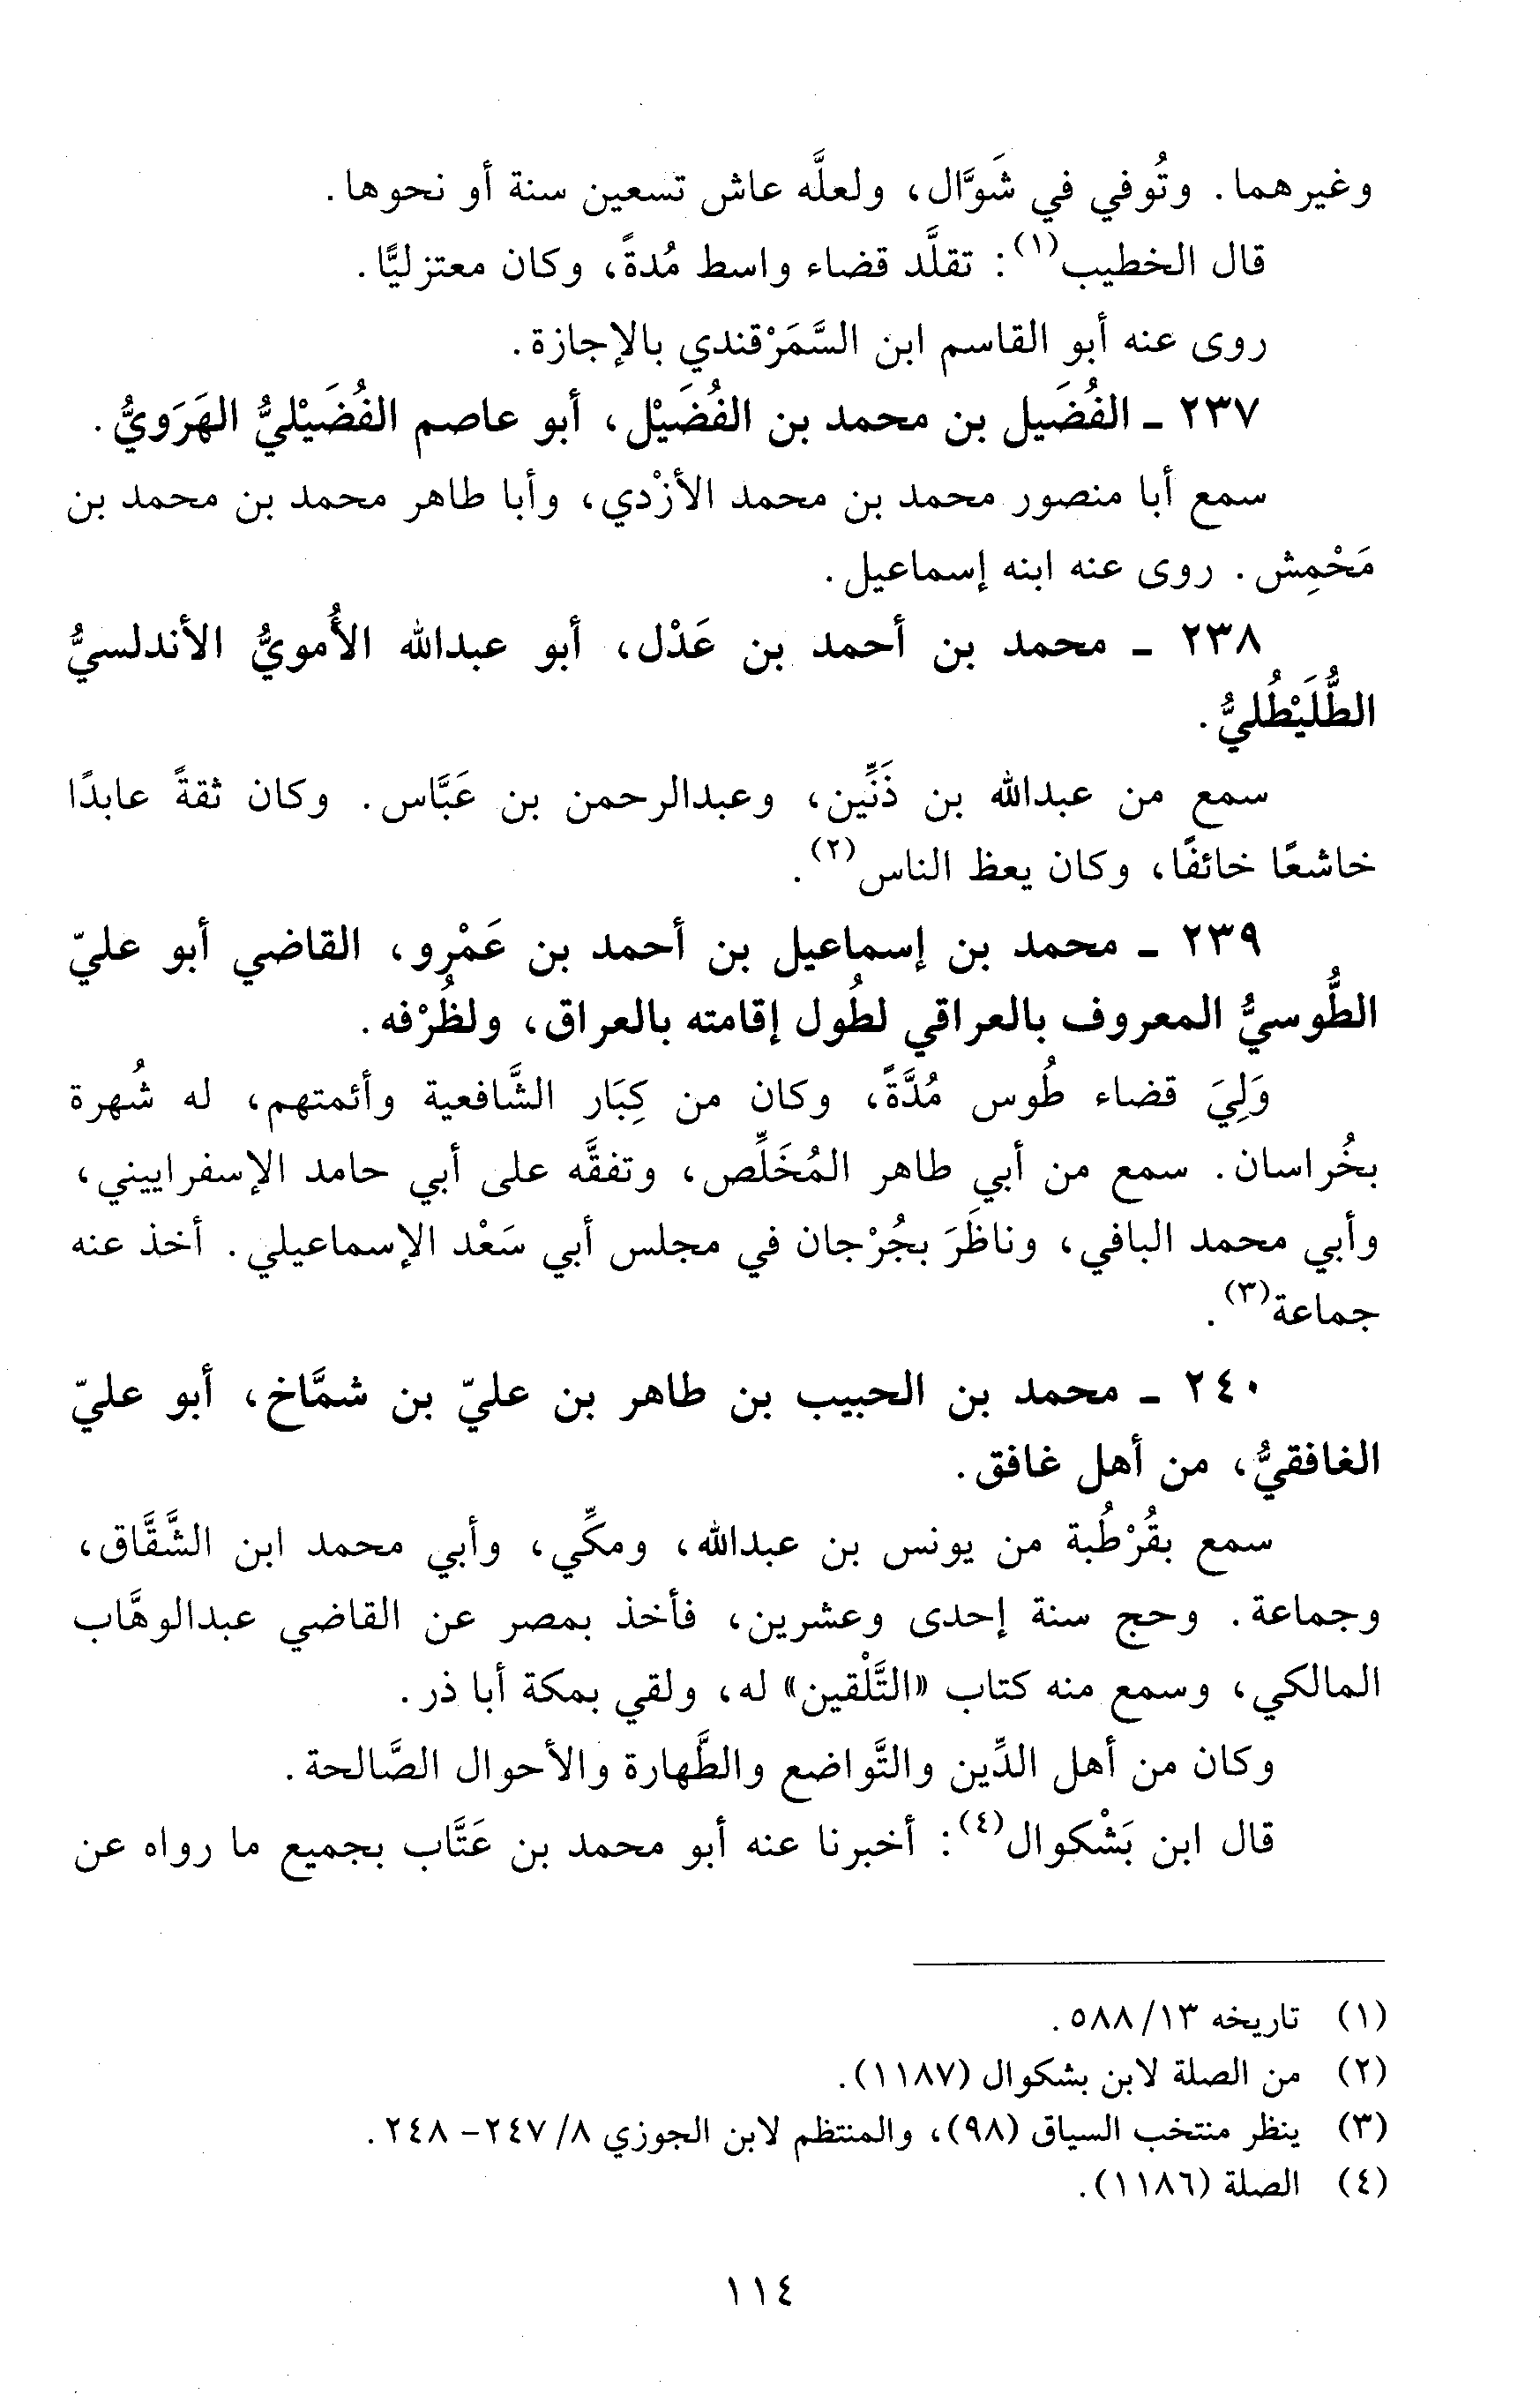 وغيرهما. وتُوفي في شَوَّال، ولعلَّه عاش تسعين سنة أو نحوها.
قال الخطيب(١): تقلَّد قضاء واسط مُدةً، وكان معتزليًّا.
روى عنه أبو القاسم ابن السَّمَرْقندي بالإجازة.
٢٣٧ ـ الفُضَيل بن محمد بن الفُضَيْل، أبو عاصم الفُضَيْليُّ الهَرَويُّ.
سمع أبا منصور محمد بن محمد الأزْدي، وأبا طاهر محمد بن محمد بن
مَحْمِش. روى عنه ابنه إسماعيل.
٢٣٨ ـ محمد بن أحمد بن عَدْل، أبو عبدالله الأُمويُّ الأندلسيُّ
الطُّلَيْطُليُّ.
سمع من عبدالله بن ذَنِّين، وعبدالرحمن بن عَبَّاس. وكان ثقةً عابدًا
خاشعًا خائفًا، وكان يعظ الناس(٢).
٢٣٩ ـ محمد بن إسماعيل بن أحمد بن عَمْرو، القاضي أبو عليّ
الطُّوسيُّ المعروف بالعراقي لطُول إقامته بالعراق، ولظُرْفه.
وَلِيَ قضاء طُوس مُدَّةً، وكان من كِبَار الشَّافعية وأئمتهم، له شُهرة
بخُراسان. سمع من أبي طاهر المُخَلِّص، وتفقَّه على أبي حامد الإسفراييني،
وأبي محمد البافي، وناظَرَ بجُرْجان في مجلس أبي سَعْد الإسماعيلي. أخذ عنه
جماعة(٣).
٢٤٠ ـ محمد بن الحبيب بن طاهر بن عليّ بن شمَّاخ، أبو عليّ
الغافقيُّ، من أهل غافق.
سمع بقُرْطُبة من يونس بن عبدالله، ومكِّي، وأبي محمد ابن الشَّقَّاق،
وجماعة. وحج سنة إحدى وعشرين، فأخذ بمصر عن القاضي عبدالوهَّاب
المالكي، وسمع منه كتاب «التَّلْقين» له، ولقي بمكة أبا ذر.
وكان من أهل الدِّين والتَّواضع والطَّهارة والأحوال الصَّالحة.
قال ابن بَشْكوال(٤): أخبرنا عنه أبو محمد بن عَتَّاب بجميع ما رواه عن
(١) تاريخه ١٣/ ٥٨٨.
(٢) من الصلة لابن بشكوال (١١٨٧).
(٣) ينظر منتخب السياق (٩٨)، والمنتظم لابن الجوزي ٨/ ٢٤٧- ٢٤٨.
(٤) الصلة (١١٨٦).
١١٤